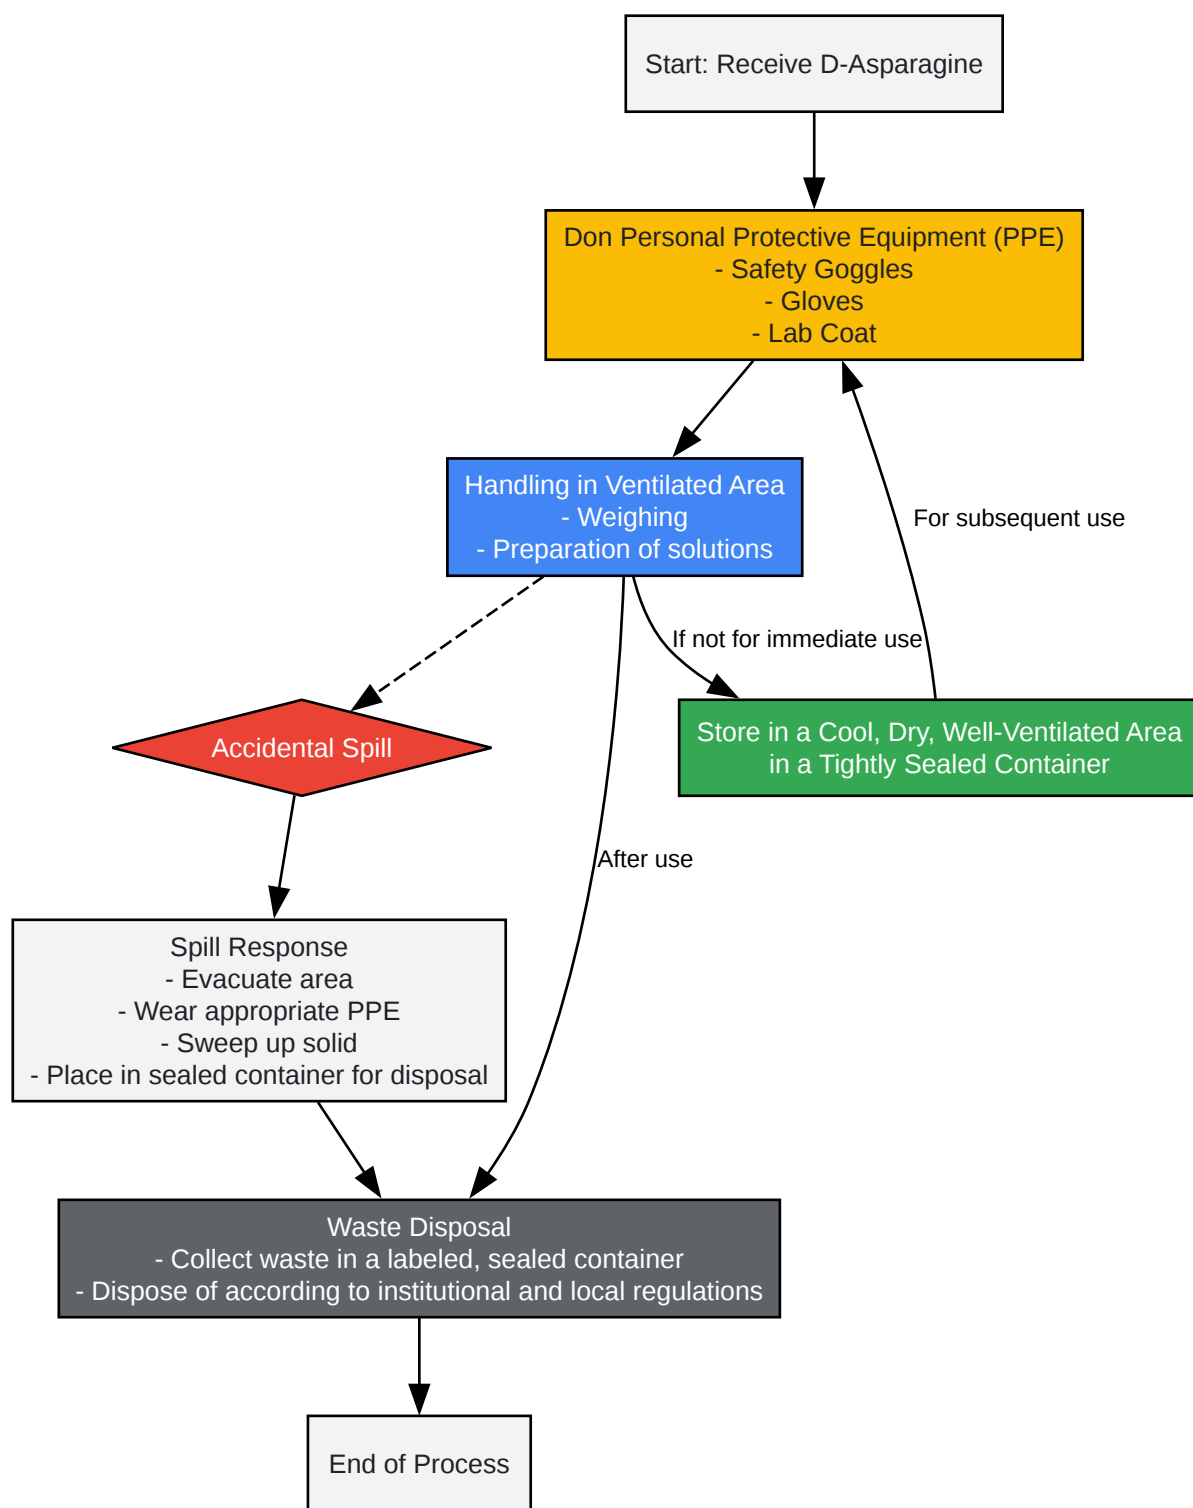 Start: Receive D-Asparagine
Don Personal Protective Equipment (PPE)
- Safety Goggles
- Gloves
- Lab Coat
Handling in Ventilated Area
- Weighing
- Preparation of solutions
For subsequent use
If not for immediate use
Store in a Cool, Dry, Well-Ventilated Area
in a Tightly Sealed Container
Accidental Spill
After use
Spill Response
- Evacuate area
- Wear appropriate PPE
- Sweep up solid
- Place in sealed container for disposal
Waste Disposal
- Collect waste in a labeled, sealed container
- Dispose of according to institutional and local regulations
End of Process